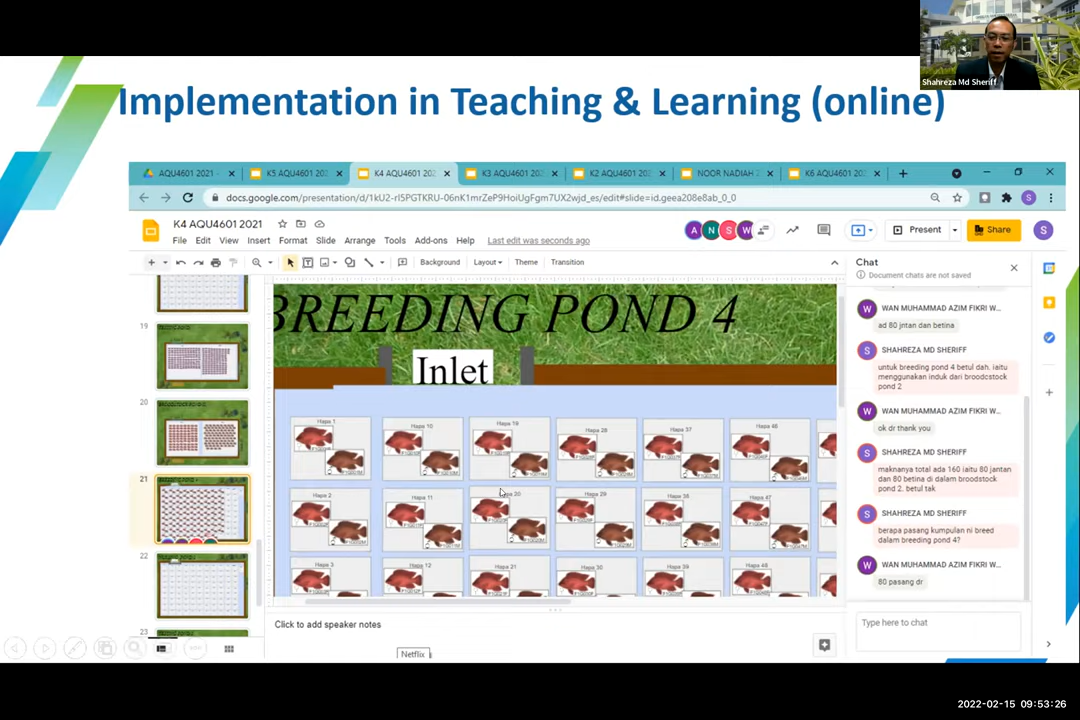 Shahreza Md Sheriff
Implementation in Teaching & Learning (online)
AQU4601 2021 -
K5 AQU4601 202
K4 AQU4601 202
K3 AQU4601 202
K2 AQU4601 202
NOOR NADIAH 2
K6 AQU4601 202
docs.google.com/presentation/d/1kU2-rI5PGTKRU-06nK1mrZeP9HoiUgFgm7UX2wjd_es/edit#slide=id.geea208e8ab_0_0
S
K4 AQU4601 2021
File Edit View Insert Format Slide Arrange Tools Add-ons Help Last edit was seconds ago
A N S W
Present
Share
S
Background Layout Theme Transition
19
20
21
22
23
BREEDING POND 4
Inlet
Hapa 1 Hapa 10 Hapa 19 Hapa 28 Hapa 37 Hapa 46
Hapa 2 Hapa 11 Hapa 20 Hapa 29 Hapa 38 Hapa 47
Hapa 3 Hapa 12 Hapa 21 Hapa 30 Hapa 39 Hapa 48
Click to add speaker notes
Netflix
Chat
Document chats are not saved
W WAN MUHAMMAD AZIM FIKRI W...
ad 80 jntan dan betina
S SHAHREZA MD SHERIFF
untuk breeding pond 4 betul dah. iaitu
menggunakan induk dari broodcstock
pond 2
W WAN MUHAMMAD AZIM FIKRI W...
ok dr thank you
S SHAHREZA MD SHERIFF
maknanya total ada 160 iaitu 80 jantan
dan 80 betina di dalam broodstock
pond 2. betul tak
S SHAHREZA MD SHERIFF
berapa pasang kumpulan ni breed
dalam breeding pond 4?
W WAN MUHAMMAD AZIM FIKRI W...
80 pasang dr
Type here to chat
2022-02-15 09:53:26